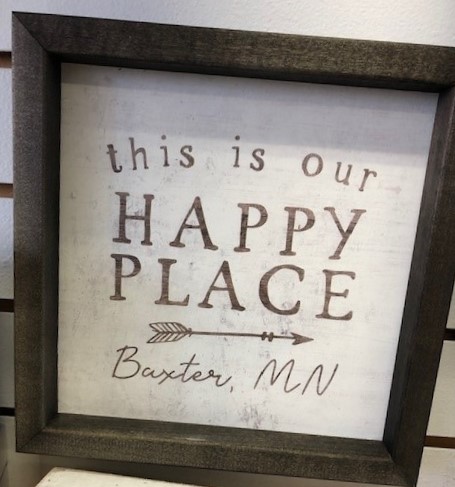 this is our
HAPPY
PLACE
Baxter, MN